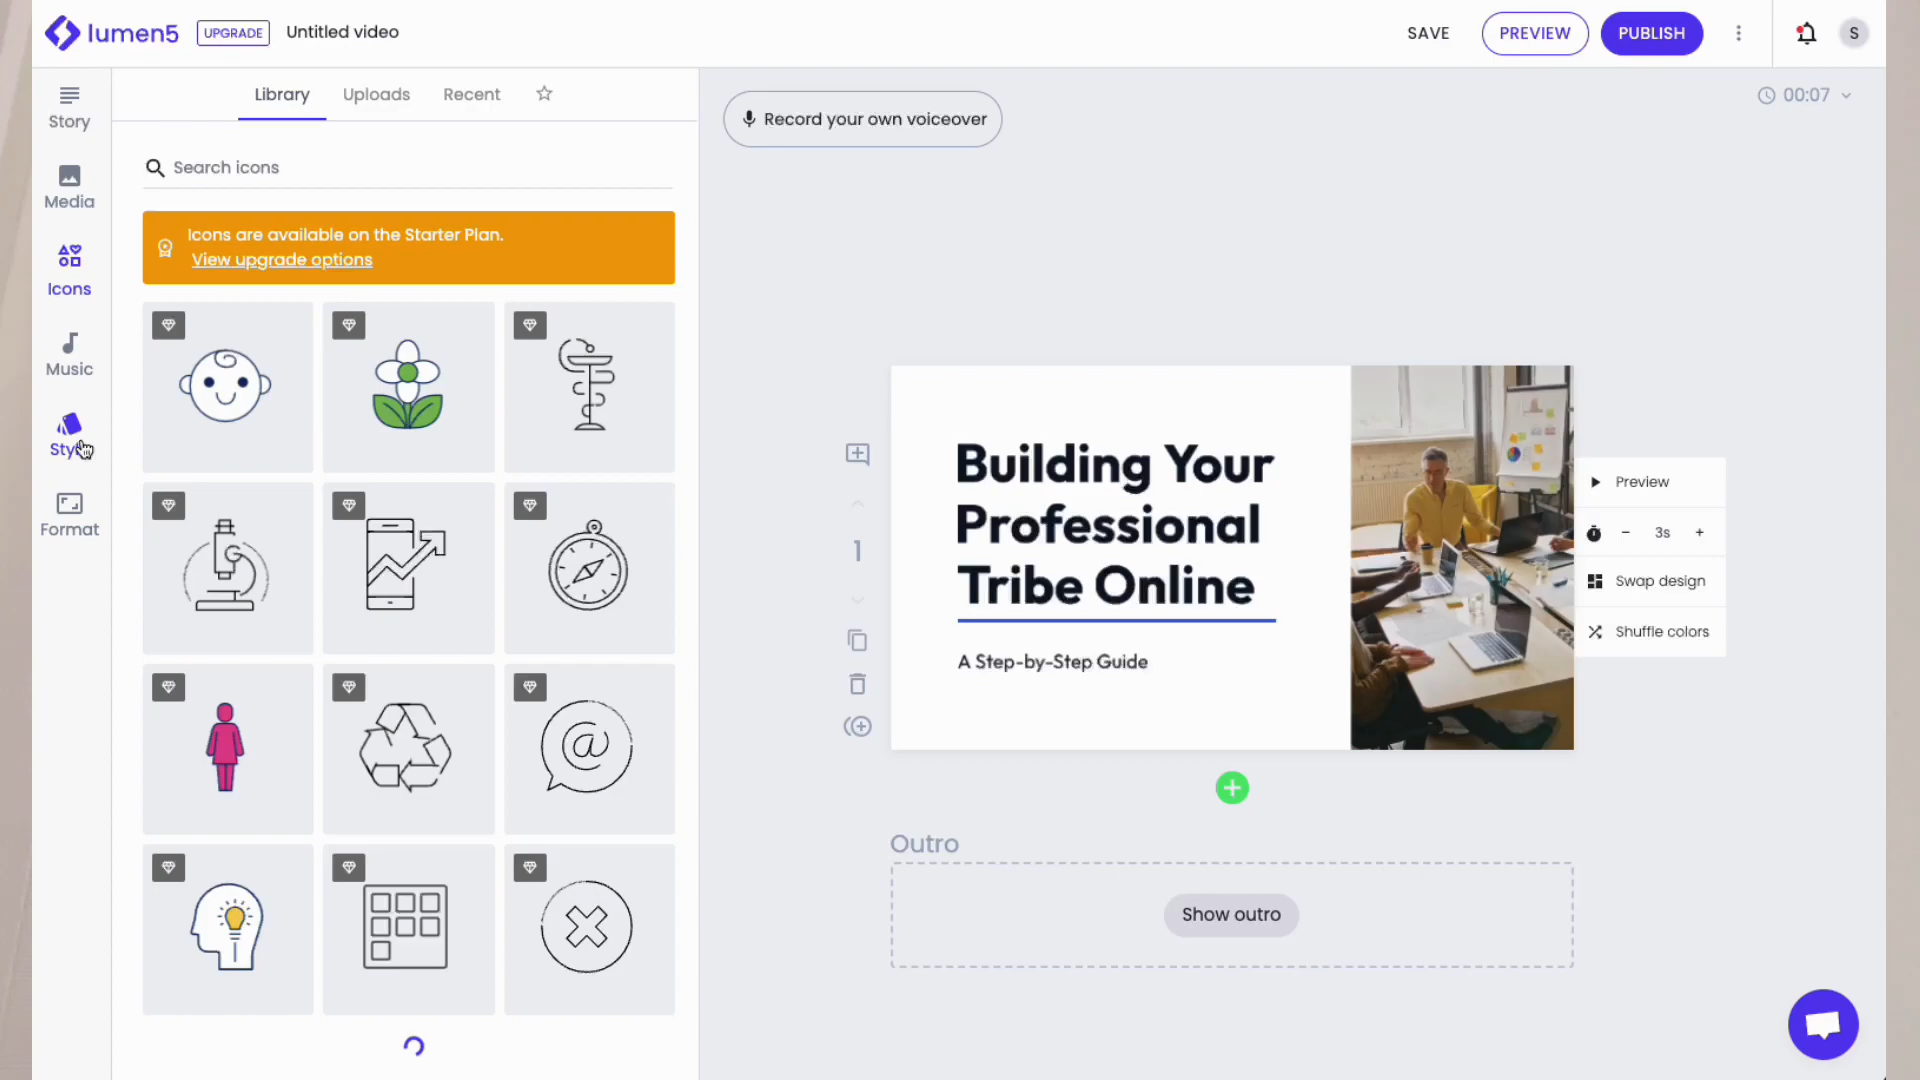 lumen5 UPGRADE Untitled video SAVE PREVIEW PUBLISH S
Story
Media
Icons
Music
Format
Library Uploads Recent
Search icons
Icons are available on the Starter Plan.
View upgrade options
@
Record your own voiceover
00:07
1
Building Your
Professional
Tribe Online
A Step-by-Step Guide
Preview
- 3s +
Swap design
Shuffle colors
Outro
Show outro